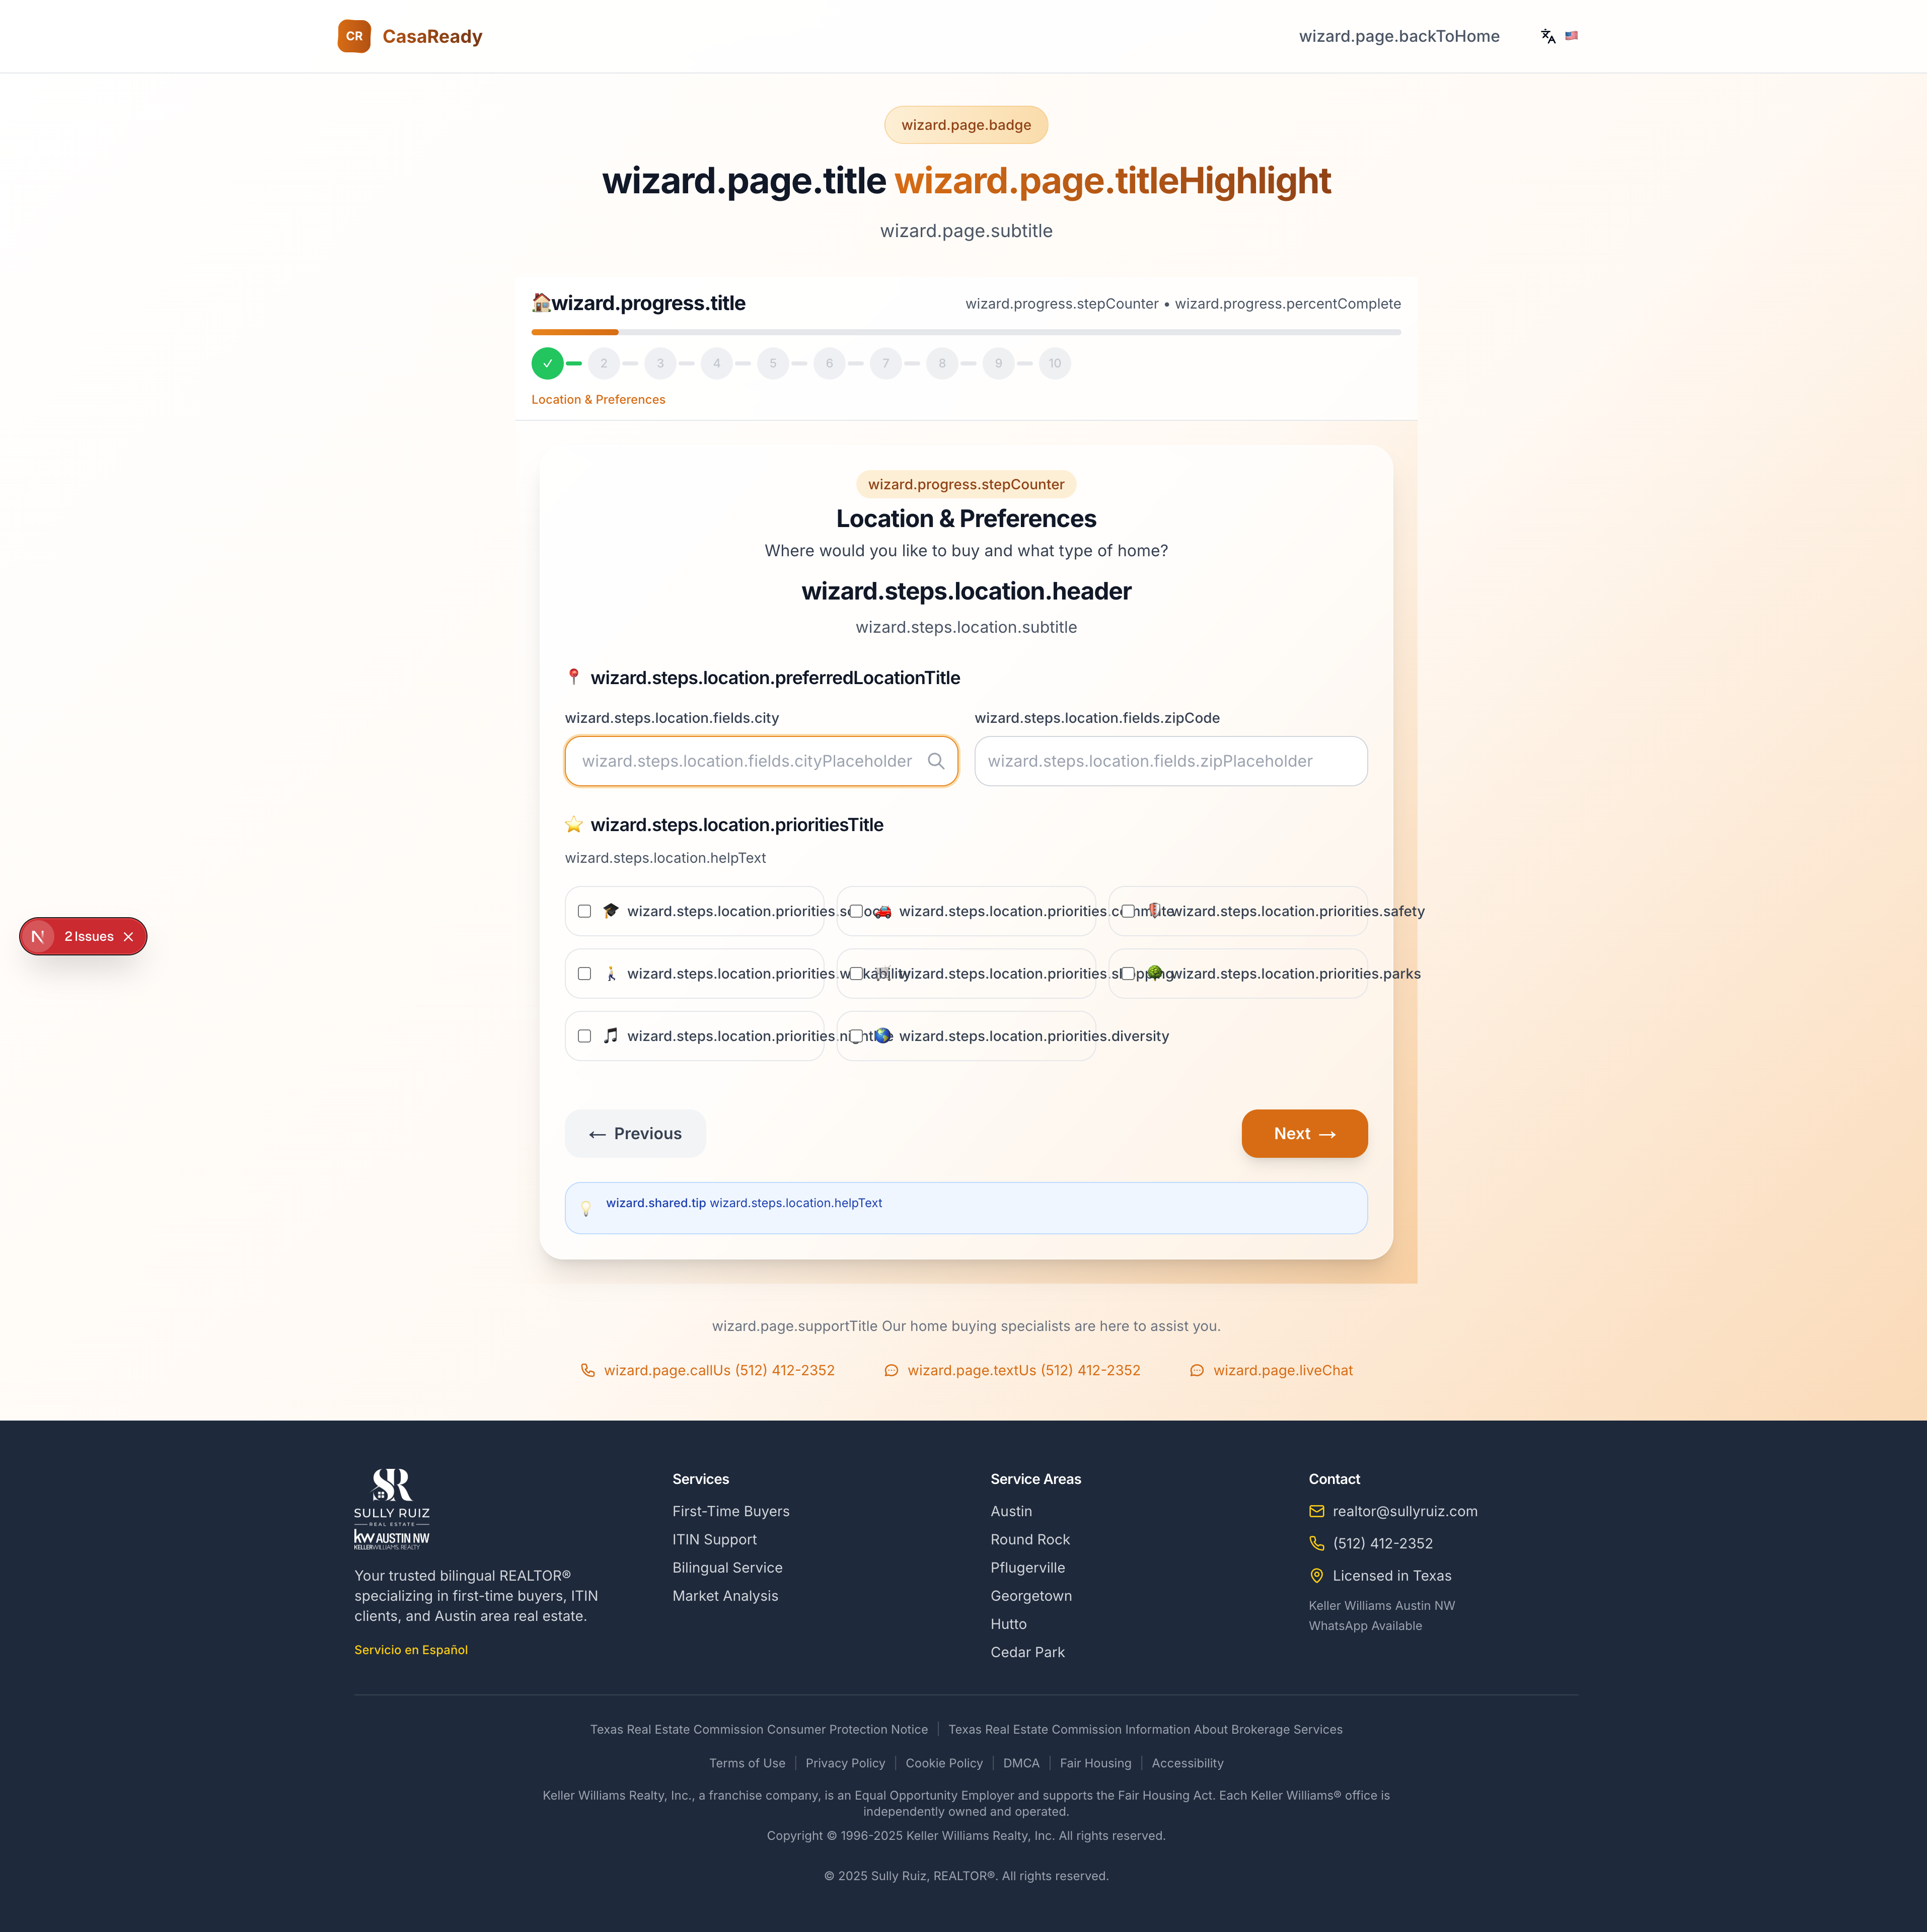 CR CasaReady
wizard.page.backToHome
wizard.page.badge
wizard.page.title wizard.page.titleHighlight
wizard.page.subtitle
wizard.progress.title
wizard.progress.stepCounter • wizard.progress.percentComplete
2 3 4 5 6 7 8 9 10
Location & Preferences
wizard.progress.stepCounter
Location & Preferences
Where would you like to buy and what type of home?
wizard.steps.location.header
wizard.steps.location.subtitle
wizard.steps.location.preferredLocationTitle
wizard.steps.location.fields.city
wizard.steps.location.fields.zipCode
wizard.steps.location.fields.cityPlaceholder
wizard.steps.location.fields.zipPlaceholder
wizard.steps.location.prioritiesTitle
wizard.steps.location.helpText
wizard.steps.location.priorities.schools
wizard.steps.location.priorities.commute
wizard.steps.location.priorities.safety
N 2 Issues
wizard.steps.location.priorities.walkability
wizard.steps.location.priorities.shopping
wizard.steps.location.priorities.parks
wizard.steps.location.priorities.nightlife
wizard.steps.location.priorities.diversity
← Previous
Next →
wizard.shared.tip wizard.steps.location.helpText
wizard.page.supportTitle Our home buying specialists are here to assist you.
wizard.page.callUs (512) 412-2352
wizard.page.textUs (512) 412-2352
wizard.page.liveChat
SR
SULLY RUIZ
REAL ESTATE
kw AUSTIN NW
KELLERWILLIAMS. REALTY
Your trusted bilingual REALTOR®
specializing in first-time buyers, ITIN
clients, and Austin area real estate.
Servicio en Español
Services
First-Time Buyers
ITIN Support
Bilingual Service
Market Analysis
Service Areas
Austin
Round Rock
Pflugerville
Georgetown
Hutto
Cedar Park
Contact
realtor@sullyruiz.com
(512) 412-2352
Licensed in Texas
Keller Williams Austin NW
WhatsApp Available
Texas Real Estate Commission Consumer Protection Notice | Texas Real Estate Commission Information About Brokerage Services
Terms of Use | Privacy Policy | Cookie Policy | DMCA | Fair Housing | Accessibility
Keller Williams Realty, Inc., a franchise company, is an Equal Opportunity Employer and supports the Fair Housing Act. Each Keller Williams® office is
independently owned and operated.
Copyright © 1996-2025 Keller Williams Realty, Inc. All rights reserved.
© 2025 Sully Ruiz, REALTOR®. All rights reserved.